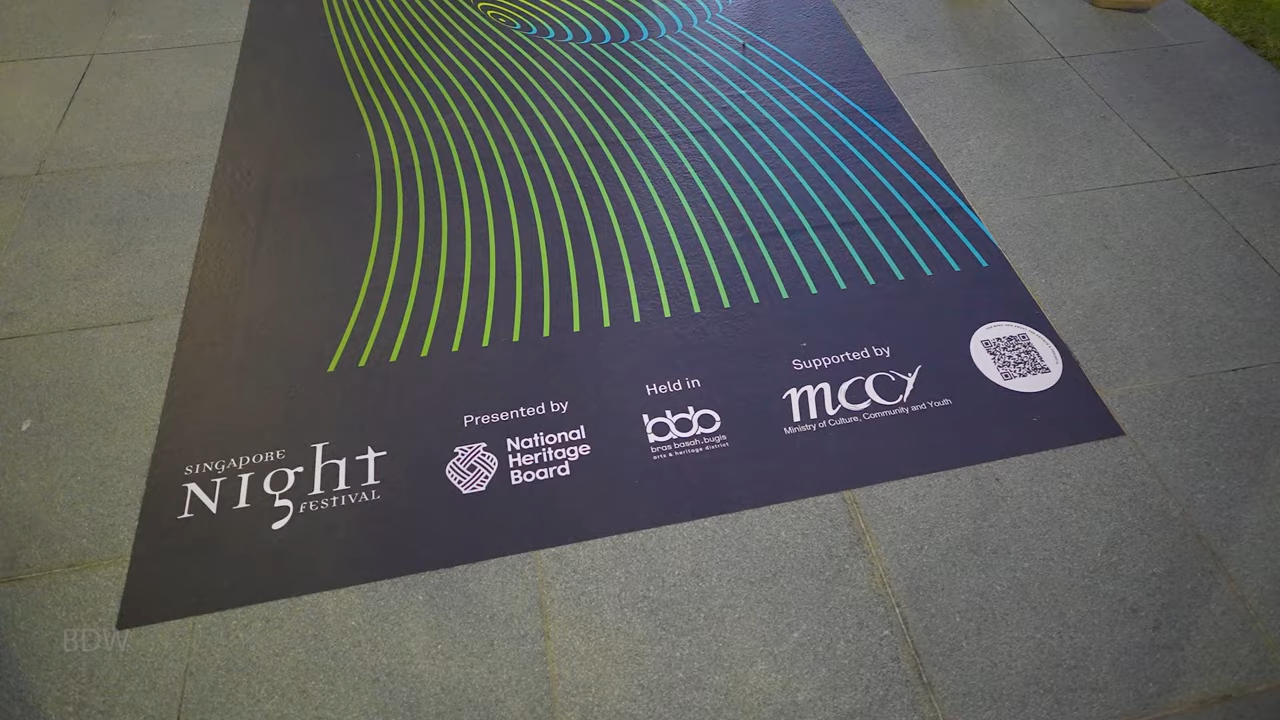 SINGAPORE
NIght
FESTIVAL
Presented by
National
Heritage
Board
Held in
bbb
bras basah.bugis
arts & heritage district
Supported by
mccy
Ministry of Culture, Community and Youth
BDW